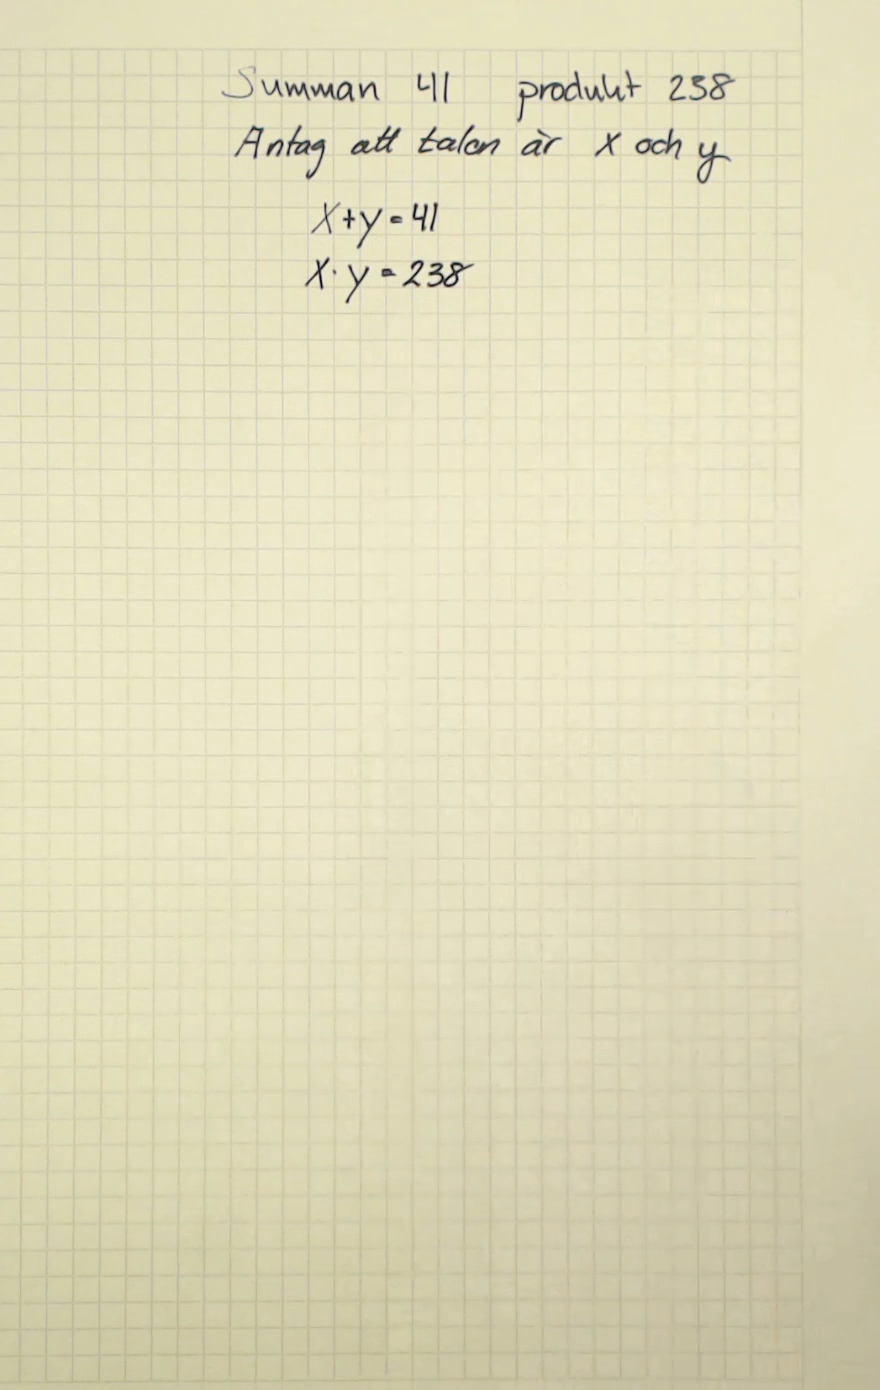 Summan 41 produkt 238
Antag att talen är x och y
x+y=41
x·y=238